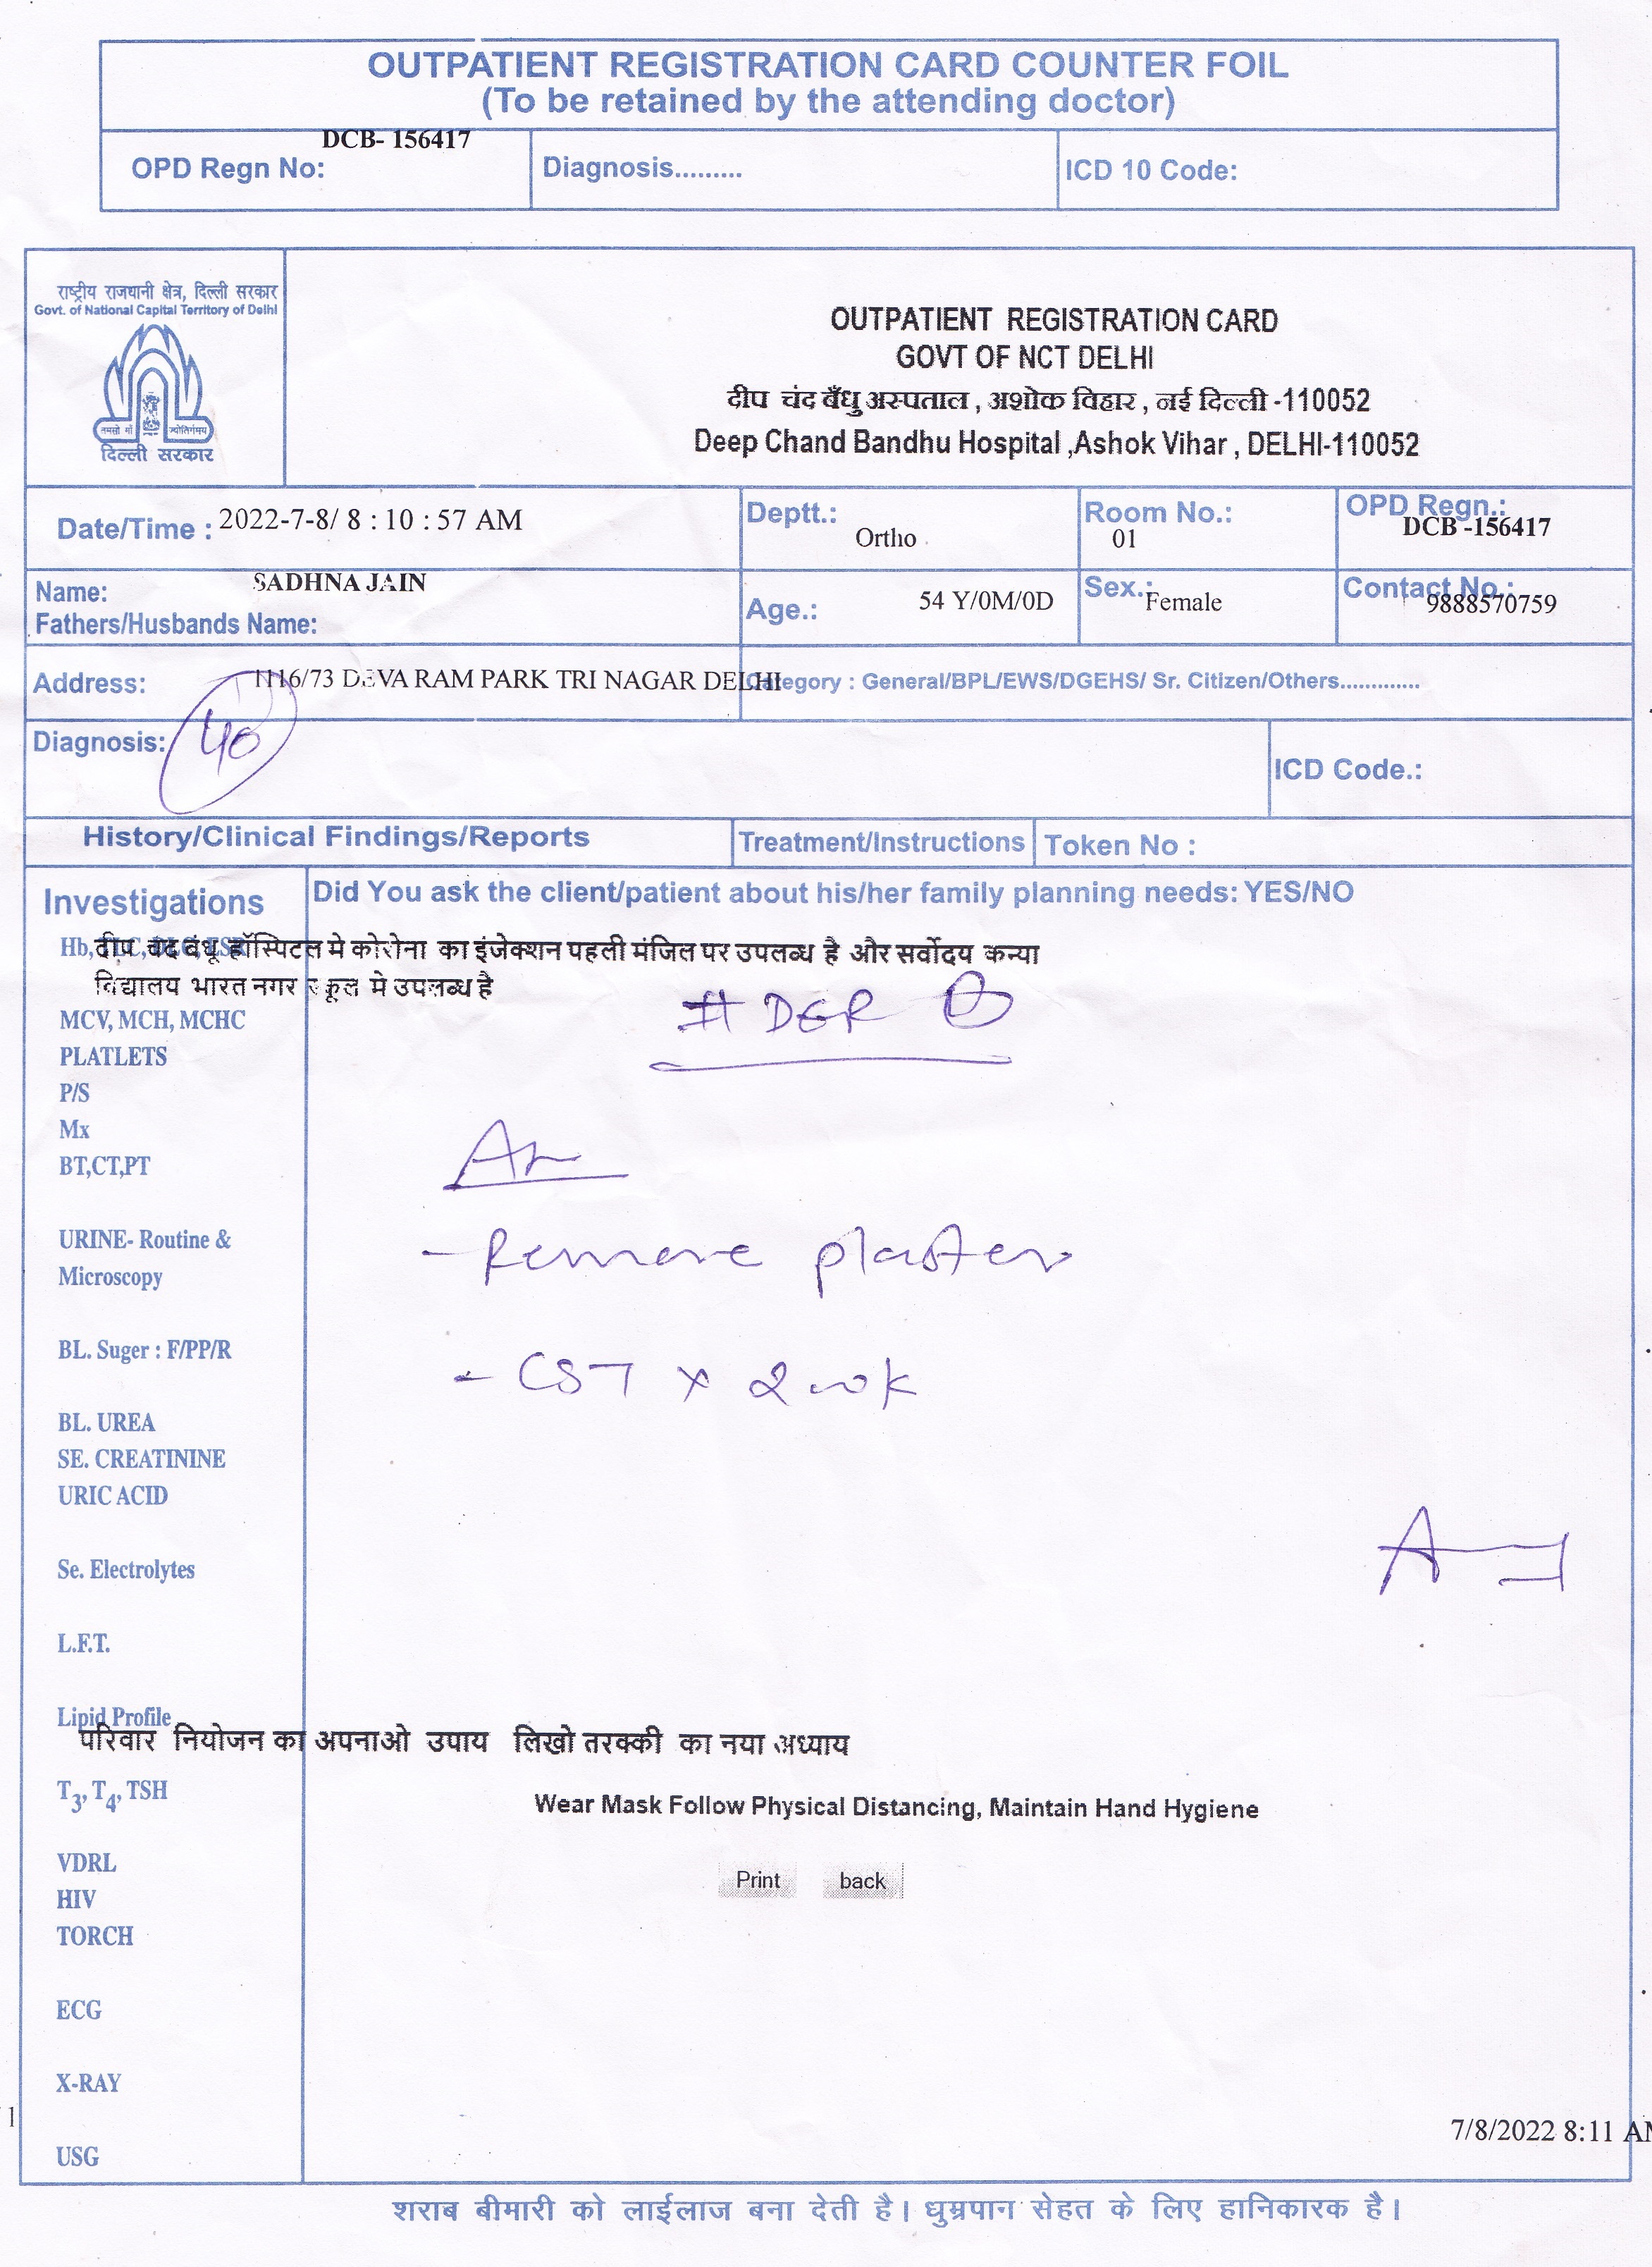 OUTPATIENT REGISTRATION CARD COUNTER FOIL
(To be retained by the attending doctor)
DCB- 156417
OPD Regn No:
Diagnosis.........
ICD 10 Code:
राष्ट्रीय राजधानी क्षेत्र, दिल्ली सरकार
Govt. of National Capital Territory of Delhi
तमसो मा ज्योतिर्गमय
दिल्ली सरकार
OUTPATIENT REGISTRATION CARD
GOVT OF NCT DELHI
दीप चंद बँधु अस्पताल , अशोक विहार , नई दिल्ली -110052
Deep Chand Bandhu Hospital ,Ashok Vihar , DELHI-110052
Date/Time : 2022-7-8/ 8 : 10 : 57 AM
Deptt.: Ortho
Room No.: 01
OPD Regn.: DCB -156417
Name: SADHNA JAIN
Fathers/Husbands Name:
Age.: 54 Y/0M/0D
Sex.: Female
Contact No.: 9888570759
Address: 1116/73 DEVA RAM PARK TRI NAGAR DELHI
Category : General/BPL/EWS/DGEHS/ Sr. Citizen/Others.............
Diagnosis: 40
ICD Code.:
History/Clinical Findings/Reports
Treatment/Instructions
Token No :
Investigations
Did You ask the client/patient about his/her family planning needs: YES/NO
Hb, TLC, DLC, ESR
दीप चंद बंधू हॉस्पिटल मे कोरोना का इंजेक्शन पहली मंजिल पर उपलब्ध है और सर्वोदय कन्या
विद्यालय भारत नगर स्कूल मे उपलब्ध है
# DER
MCV, MCH, MCHC
PLATLETS
P/S
Mx
BT,CT,PT
URINE- Routine &
Microscopy
- Remove plaster
BL. Suger : F/PP/R
- CST x 2 wk
BL. UREA
SE. CREATININE
URIC ACID
Se. Electrolytes
L.F.T.
Lipid Profile
परिवार नियोजन का अपनाओ उपाय लिखो तरक्की का नया अध्याय
T3, T4, TSH
Wear Mask Follow Physical Distancing, Maintain Hand Hygiene
VDRL
Print back
HIV
TORCH
ECG
X-RAY
7/8/2022 8:11 AM
USG
शराब बीमारी को लाईलाज बना देती है। धुम्रपान सेहत के लिए हानिकारक है।